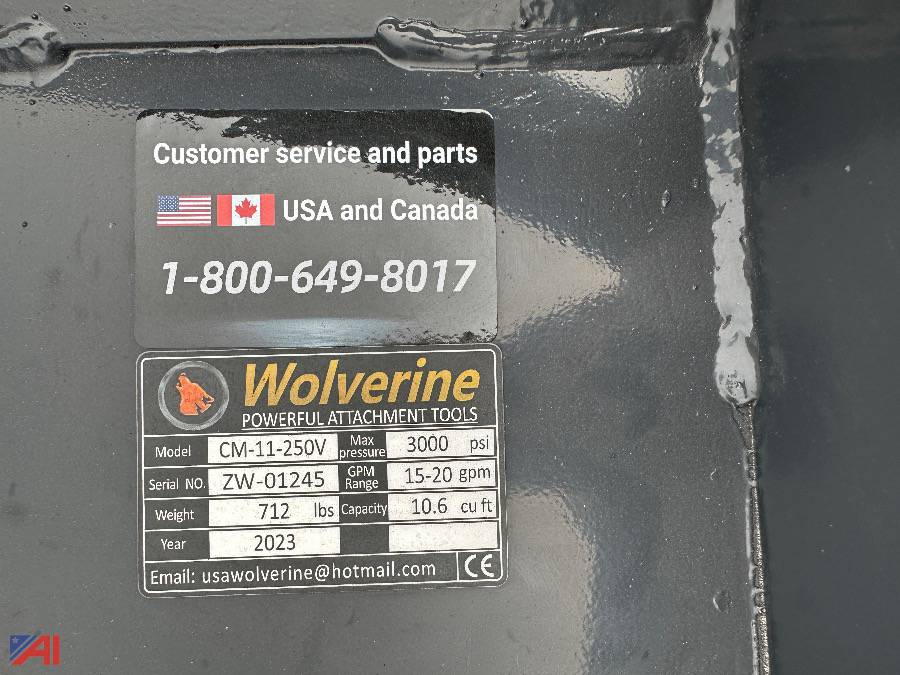 Customer service and parts
USA and Canada
1-800-649-8017
Wolverine
POWERFUL ATTACHMENT TOOLS
Model CM-11-250V Max pressure 3000 psi
Serial NO. ZW-01245 GPM Range 15-20 gpm
Weight 712 lbs Capacity 10.6 cu ft
Year 2023
Email: usawolverine@hotmail.com CE
AI